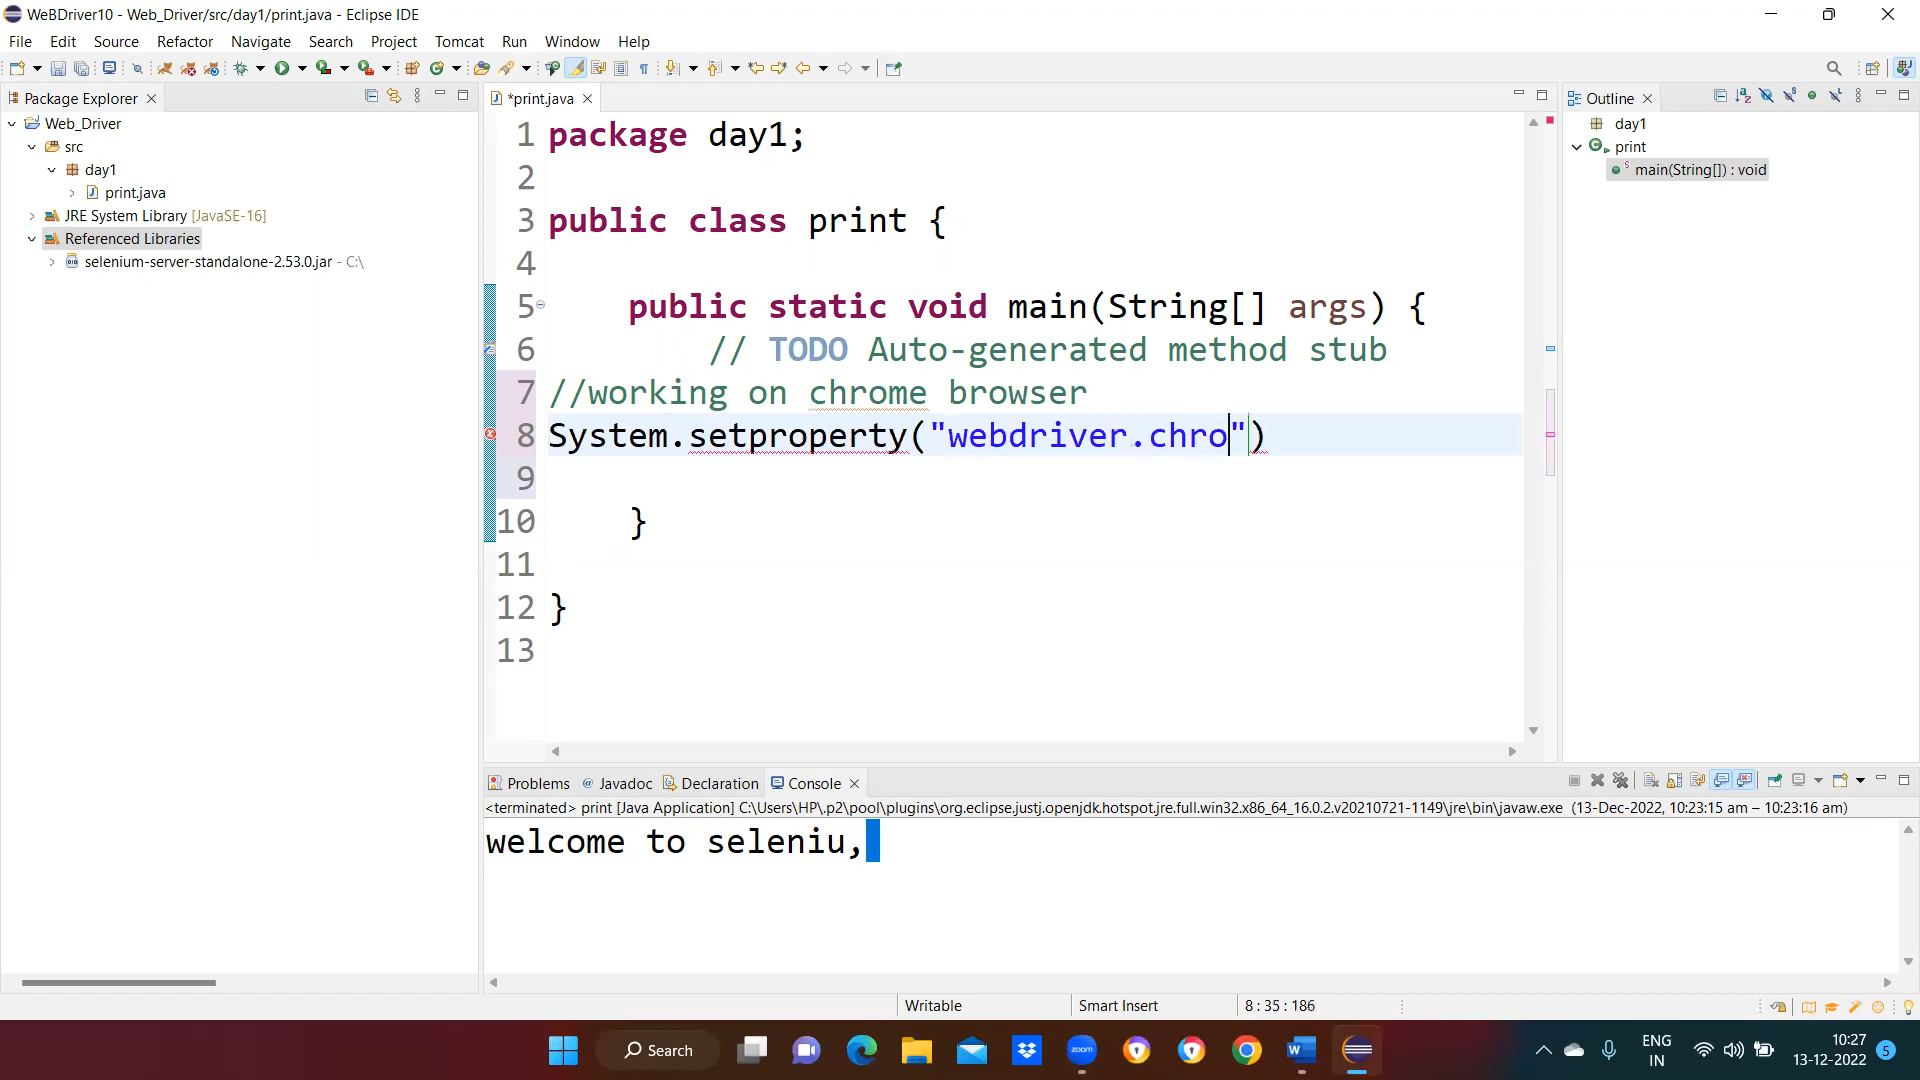 WeBDriver10 - Web_Driver/src/day1/print.java - Eclipse IDE
File Edit Source Refactor Navigate Search Project Tomcat Run Window Help
Package Explorer
*print.java
Outline
Web_Driver
src
day1
print.java
JRE System Library [JavaSE-16]
Referenced Libraries
selenium-server-standalone-2.53.0.jar - C:\
1 package day1;
2
3 public class print {
4
5 public static void main(String[] args) {
6 // TODO Auto-generated method stub
7 //working on chrome browser
8 System.setproperty("webdriver.chro")
9
10 }
11
12 }
13
day1
print
main(String[]) : void
Problems Javadoc Declaration Console
<terminated> print [Java Application] C:\Users\HP\.p2\pool\plugins\org.eclipse.justj.openjdk.hotspot.jre.full.win32.x86_64_16.0.2.v20210721-1149\jre\bin\javaw.exe (13-Dec-2022, 10:23:15 am – 10:23:16 am)
welcome to seleniu,
Writable Smart Insert 8 : 35 : 186
Search
zoom
ENG
IN
10:27
13-12-2022
5